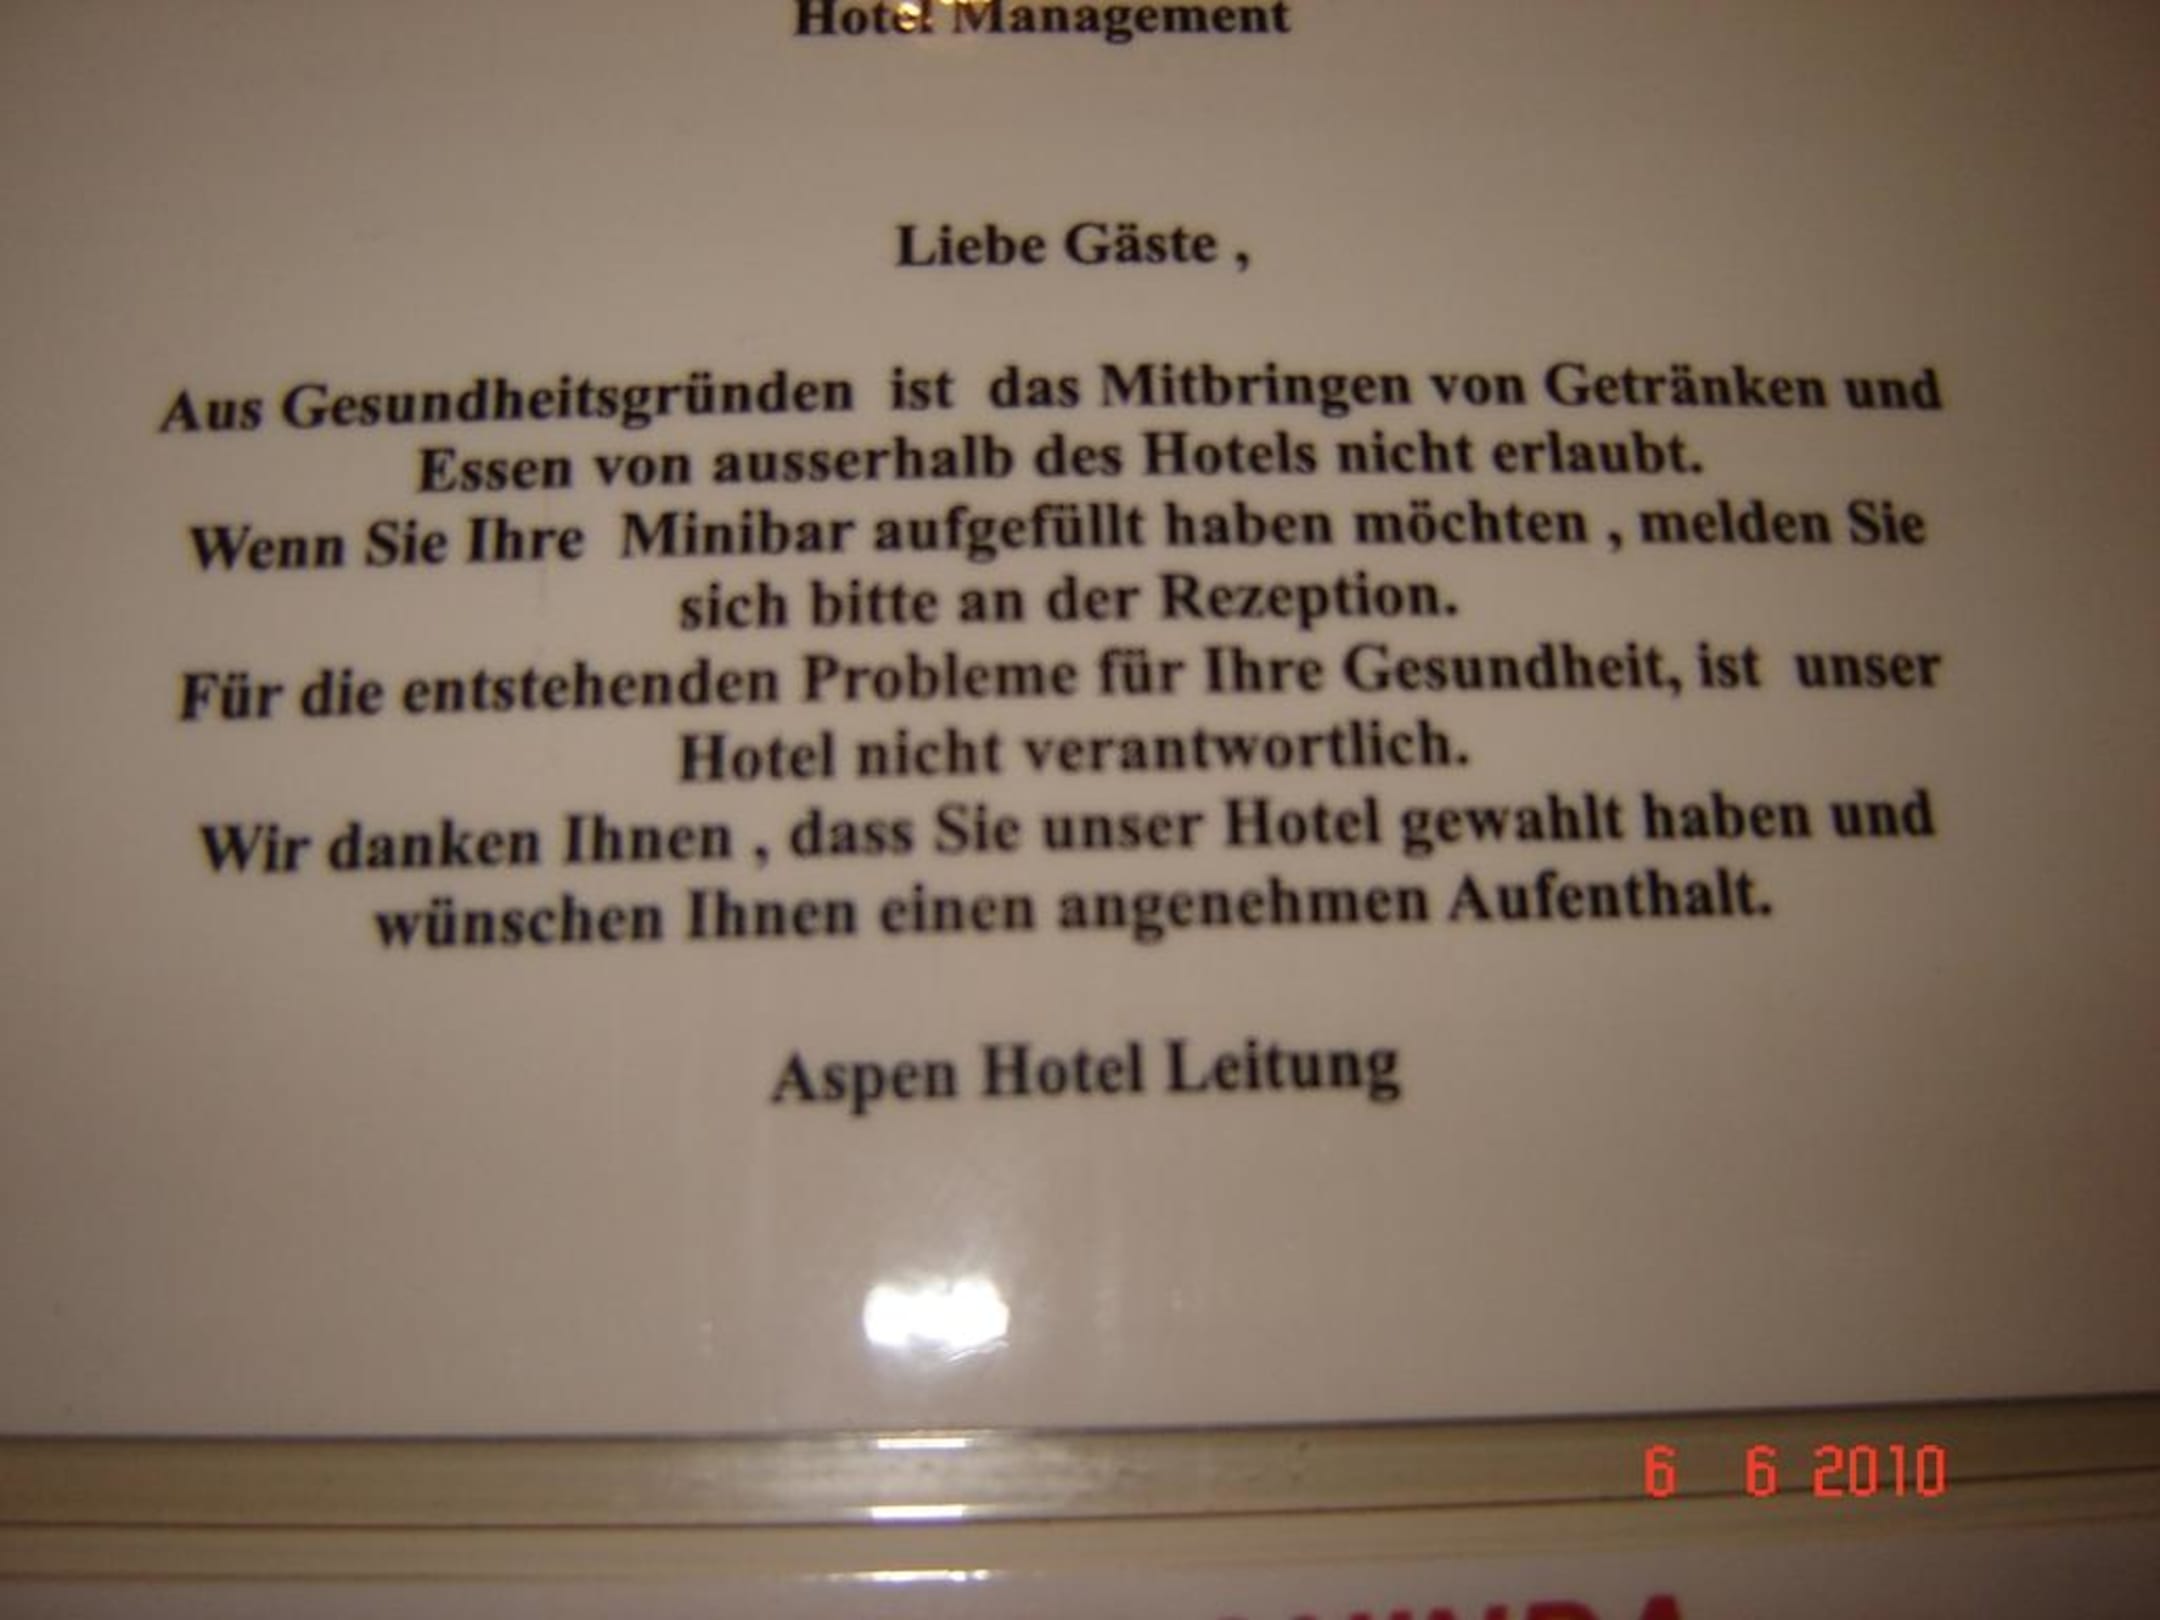 Hotel Management
Liebe Gäste ,
Aus Gesundheitsgründen ist das Mitbringen von Getränken und
Essen von ausserhalb des Hotels nicht erlaubt.
Wenn Sie Ihre Minibar aufgefüllt haben möchten , melden Sie
sich bitte an der Rezeption.
Für die entstehenden Probleme für Ihre Gesundheit, ist unser
Hotel nicht verantwortlich.
Wir danken Ihnen , dass Sie unser Hotel gewahlt haben und
wünschen Ihnen einen angenehmen Aufenthalt.
Aspen Hotel Leitung
6 6 2010